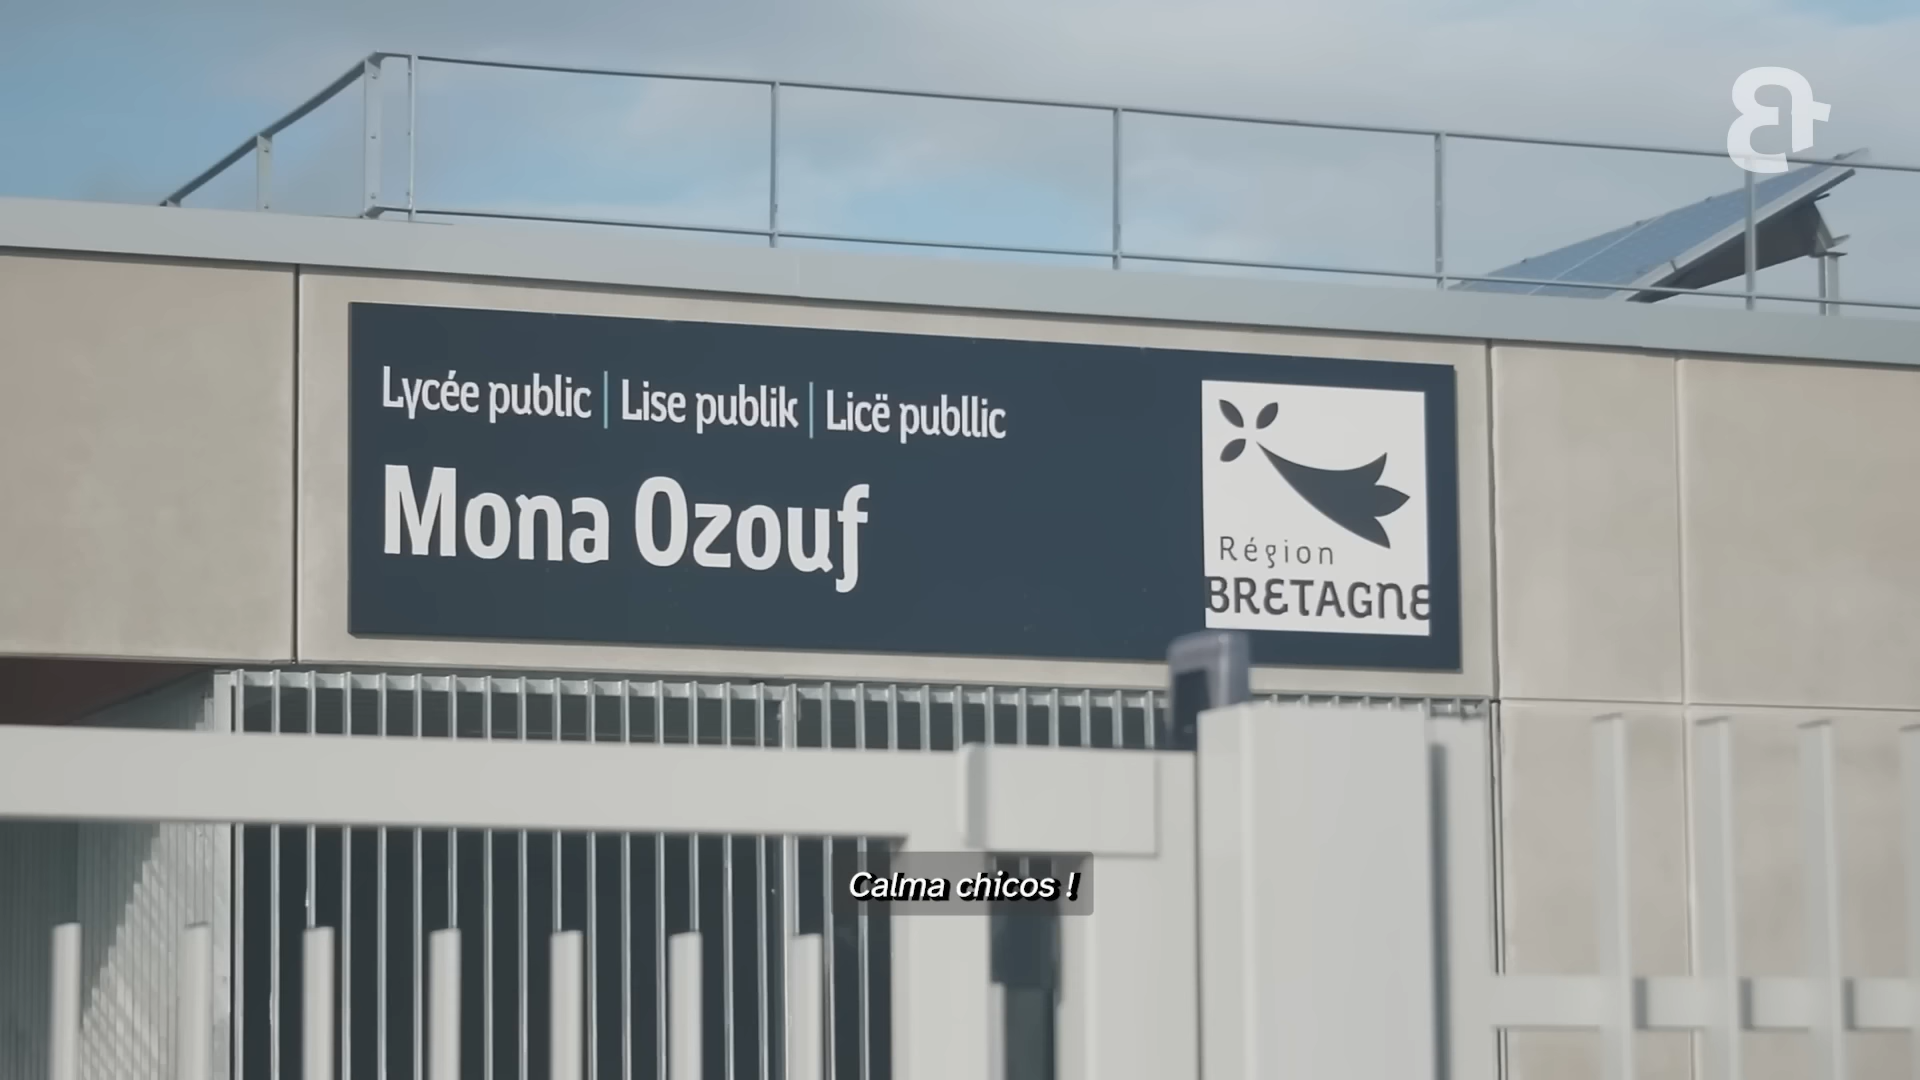 Lycée public | Lise publik | Licë publlic
Mona Ozouf
Région
BRETAGNE
Calma chicos !